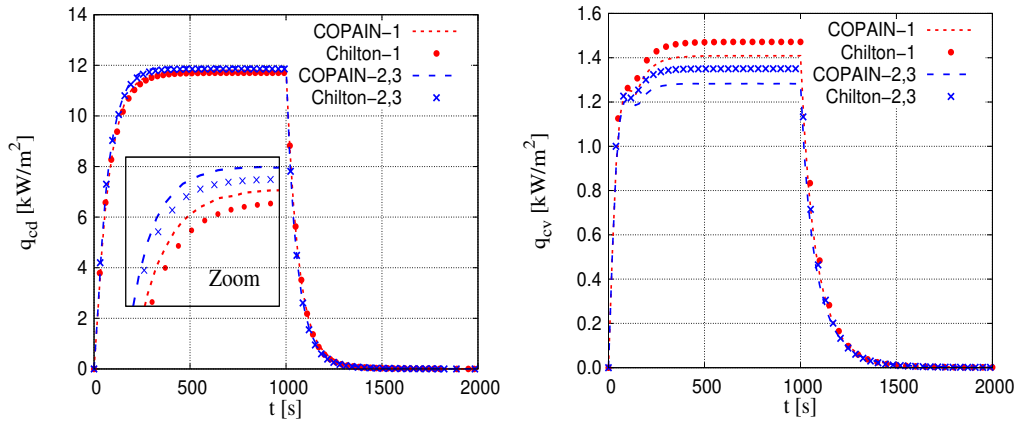 14
12
10
8
6
4
2
0
q_cd [kW/m^2]
COPAIN−1
Chilton−1
COPAIN−2,3
Chilton−2,3
Zoom
0 500 1000 1500 2000
t [s]
1.6
1.4
1.2
1.0
0.8
0.6
0.4
0.2
0.0
q_cv [kW/m^2]
COPAIN−1
Chilton−1
COPAIN−2,3
Chilton−2,3
0 500 1000 1500 2000
t [s]